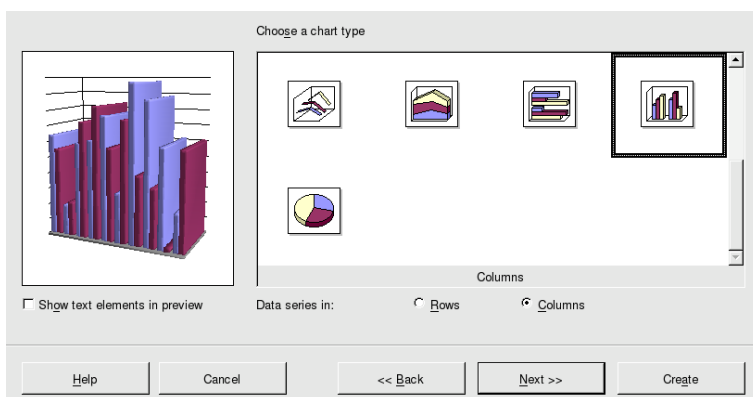 Choose a chart type
Columns
Show text elements in preview
Data series in:
Rows
Columns
Help
Cancel
<< Back
Next >>
Create